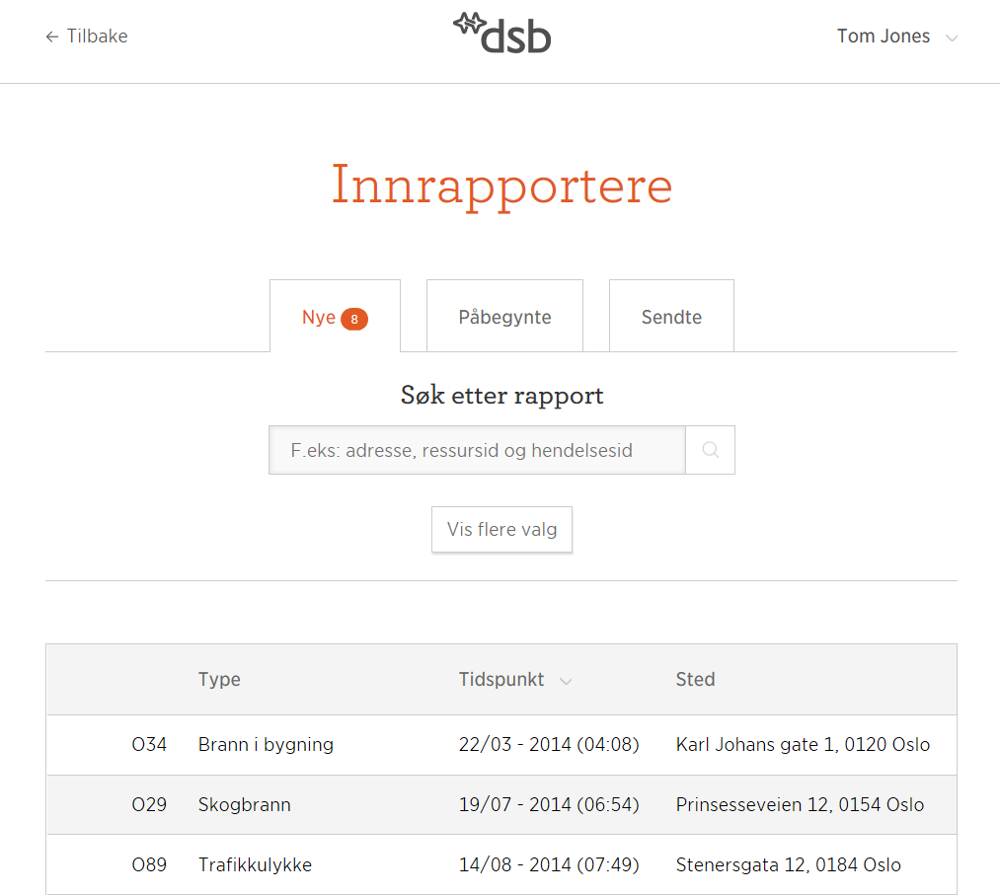 ← Tilbake
dsb
Tom Jones
Innrapportere
Nye 8
Påbegynte
Sendte
Søk etter rapport
F.eks: adresse, ressursid og hendelsesid
Vis flere valg
Type Tidspunkt Sted
O34 Brann i bygning 22/03 - 2014 (04:08) Karl Johans gate 1, 0120 Oslo
O29 Skogbrann 19/07 - 2014 (06:54) Prinsesseveien 12, 0154 Oslo
O89 Trafikkulykke 14/08 - 2014 (07:49) Stenersgata 12, 0184 Oslo